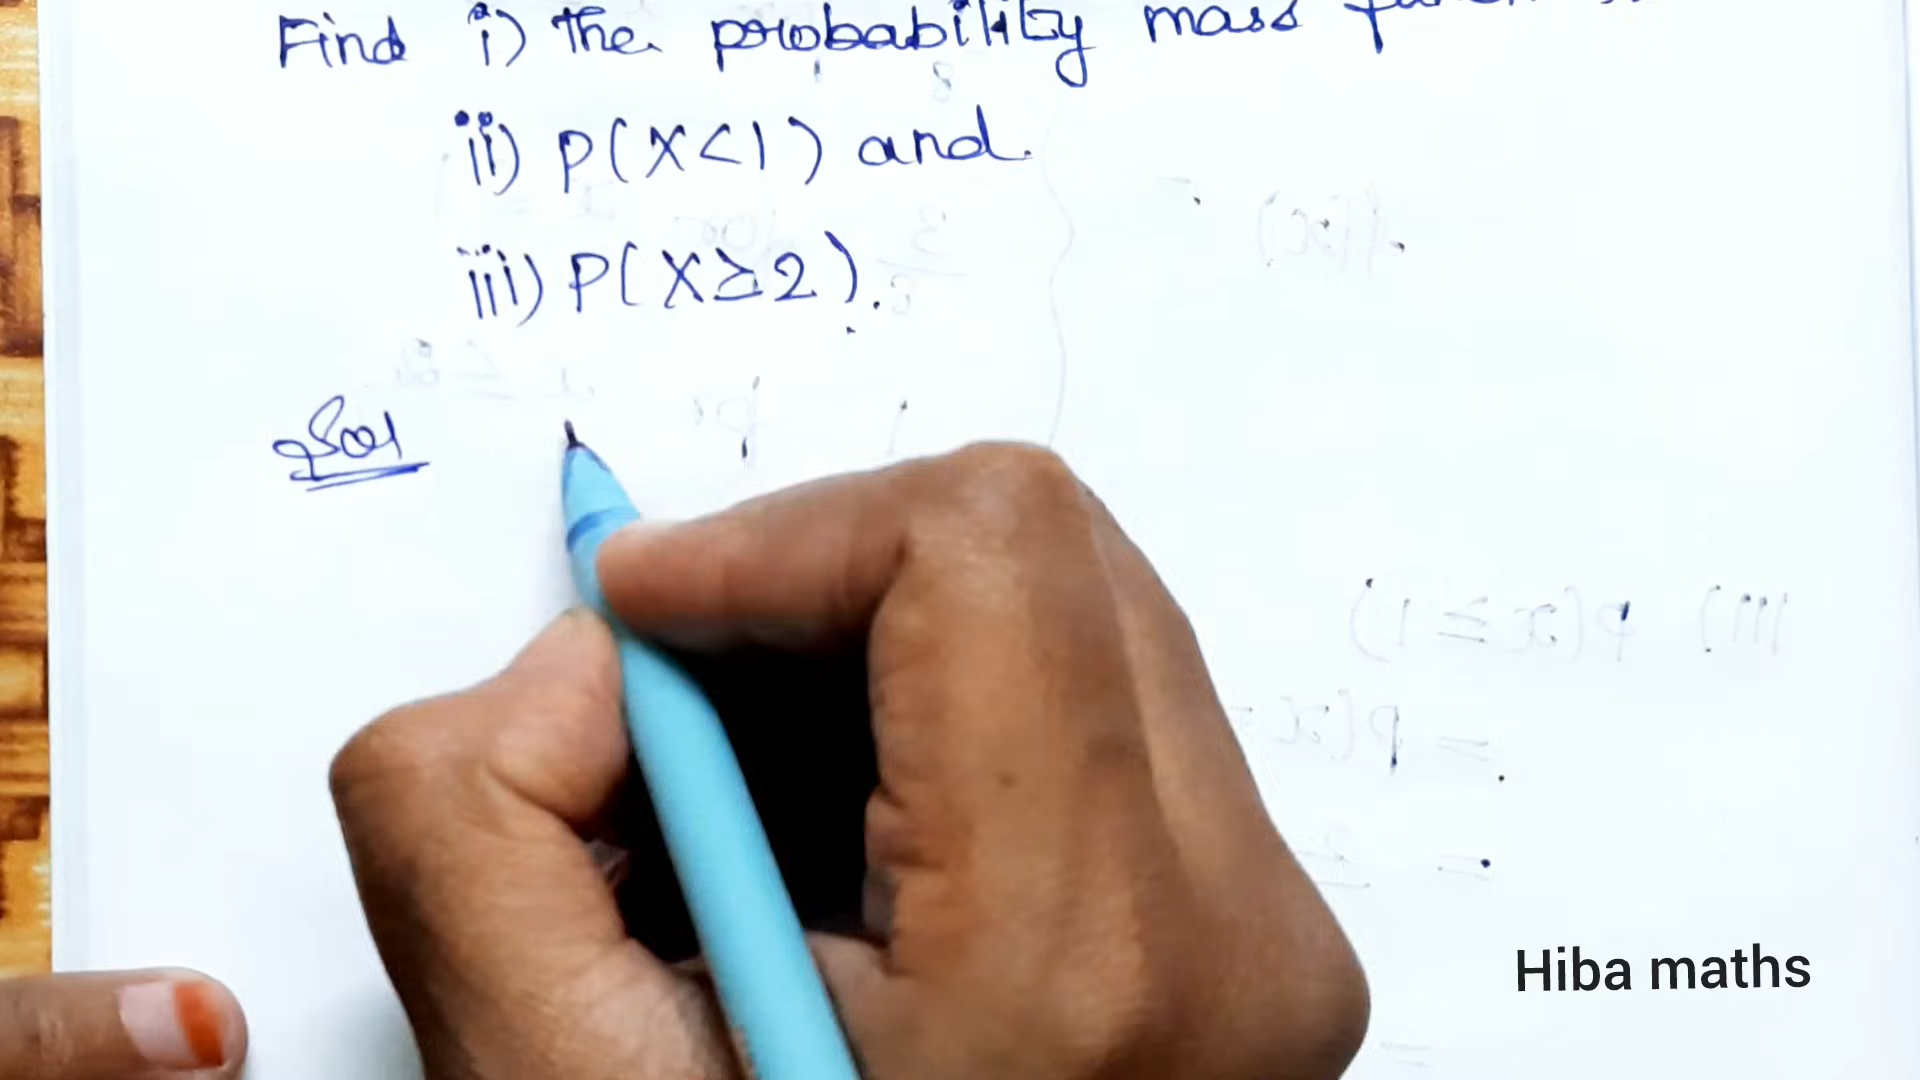 Find i) the probability mass
ii) P(X<1) and
iii) P(X≥2).
Sol
Hiba maths